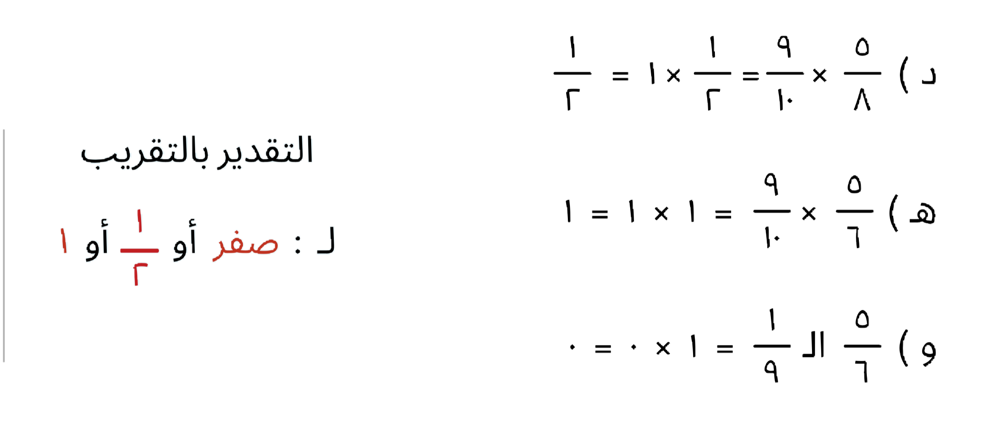 د ) ٥/٨ × ٩/١٠ = ١/٢ × ١ = ١/٢
هـ ) ٥/٦ × ٩/١٠ = ١ × ١ = ١
و ) ٥/٦ الـ ١/٩ = ١ × ٠ = ٠
التقدير بالتقريب
لـ : صفر أو ١/٢ أو ١